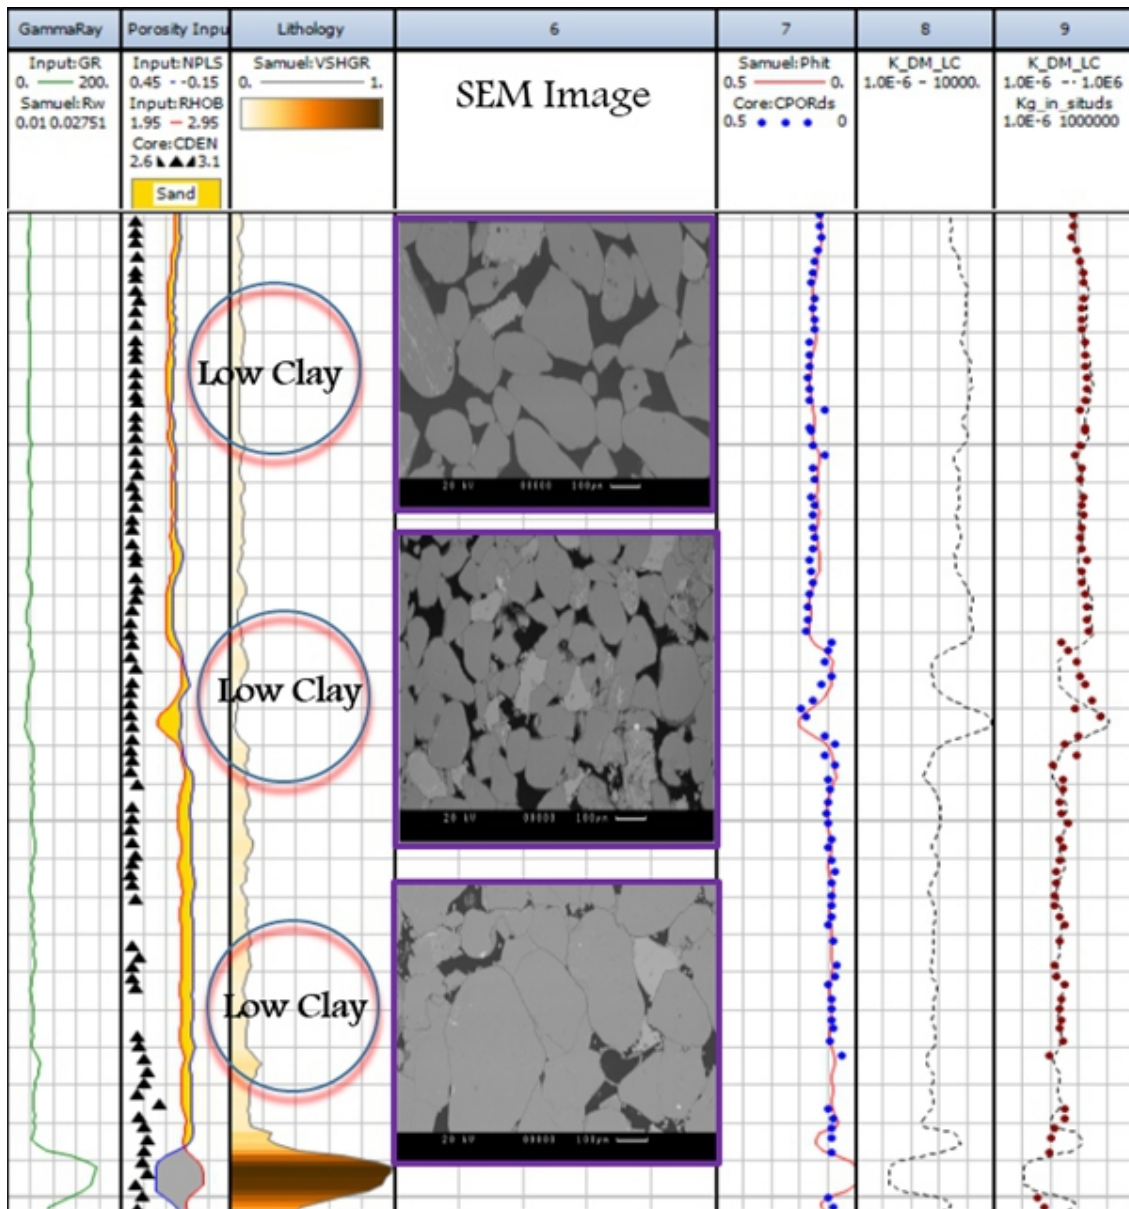 GammaRay
Porosity Inpu
Lithology
6
7
8
9
Input:GR
0. 200.
Samuel:Rw
0.01 0.02751
Input:NPLS
0.45 -0.15
Input:RHOB
1.95 2.95
Core:CDEN
2.6 3.1
Sand
Samuel:VSHGR
0. 1.
SEM Image
Samuel:Phit
0.5 0.
Core:CPORds
0.5 0
K_DM_LC
1.0E-6 10000.
K_DM_LC
1.0E-6 1.0E6
Kg_in_situds
1.0E-6 1000000
Low Clay
Low Clay
Low Clay
20 kV 100μm
20 kV 100μm
20 kV 100μm